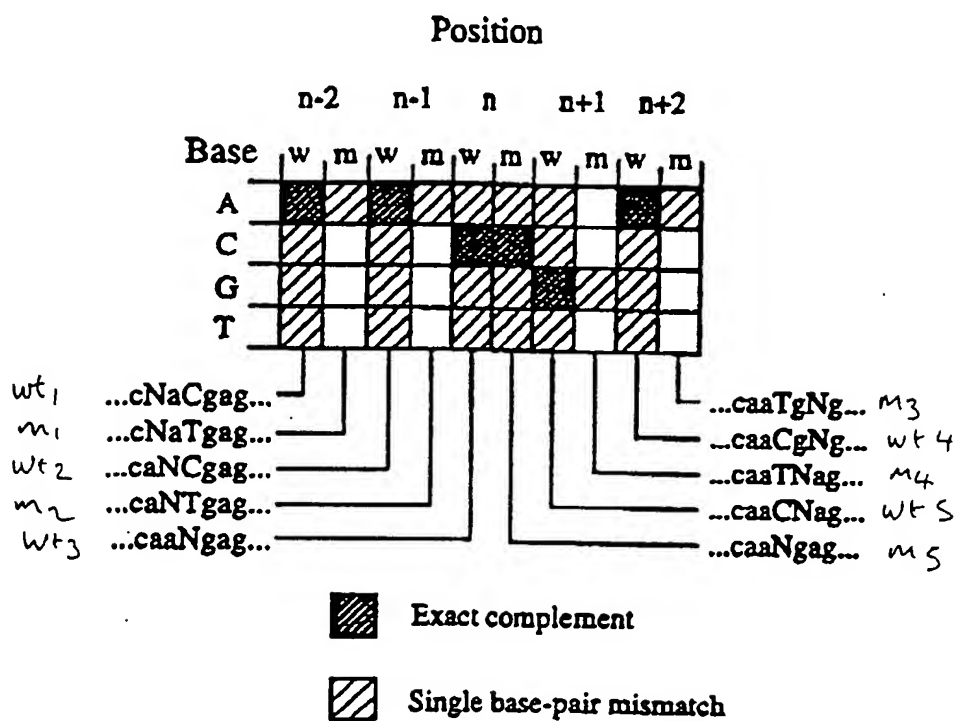 Position
n-2 n-1 n n+1 n+2
Base w m w m w m w m w m
A
C
G
T
wt1 ...cNaCgag...
m1 ...cNaTgag...
wt2 ...caNCgag...
m2 ...caNTgag...
wt3 ...caaNgag...
...caaTgNg... m3
...caaCgNg... wt4
...caaTNag... m4
...caaCNag... wt5
...caaNgag... m5
Exact complement
Single base-pair mismatch